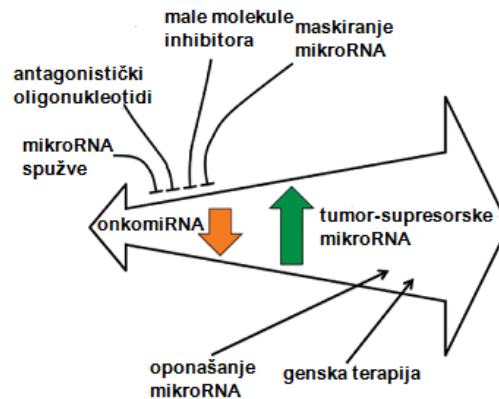 male molekule
inhibitora
maskiranje
mikroRNA
antagonistički
oligonukleotidi
mikroRNA
spužve
onkomiRNA
tumor-supresorske
mikroRNA
oponašanje
mikroRNA
genska terapija